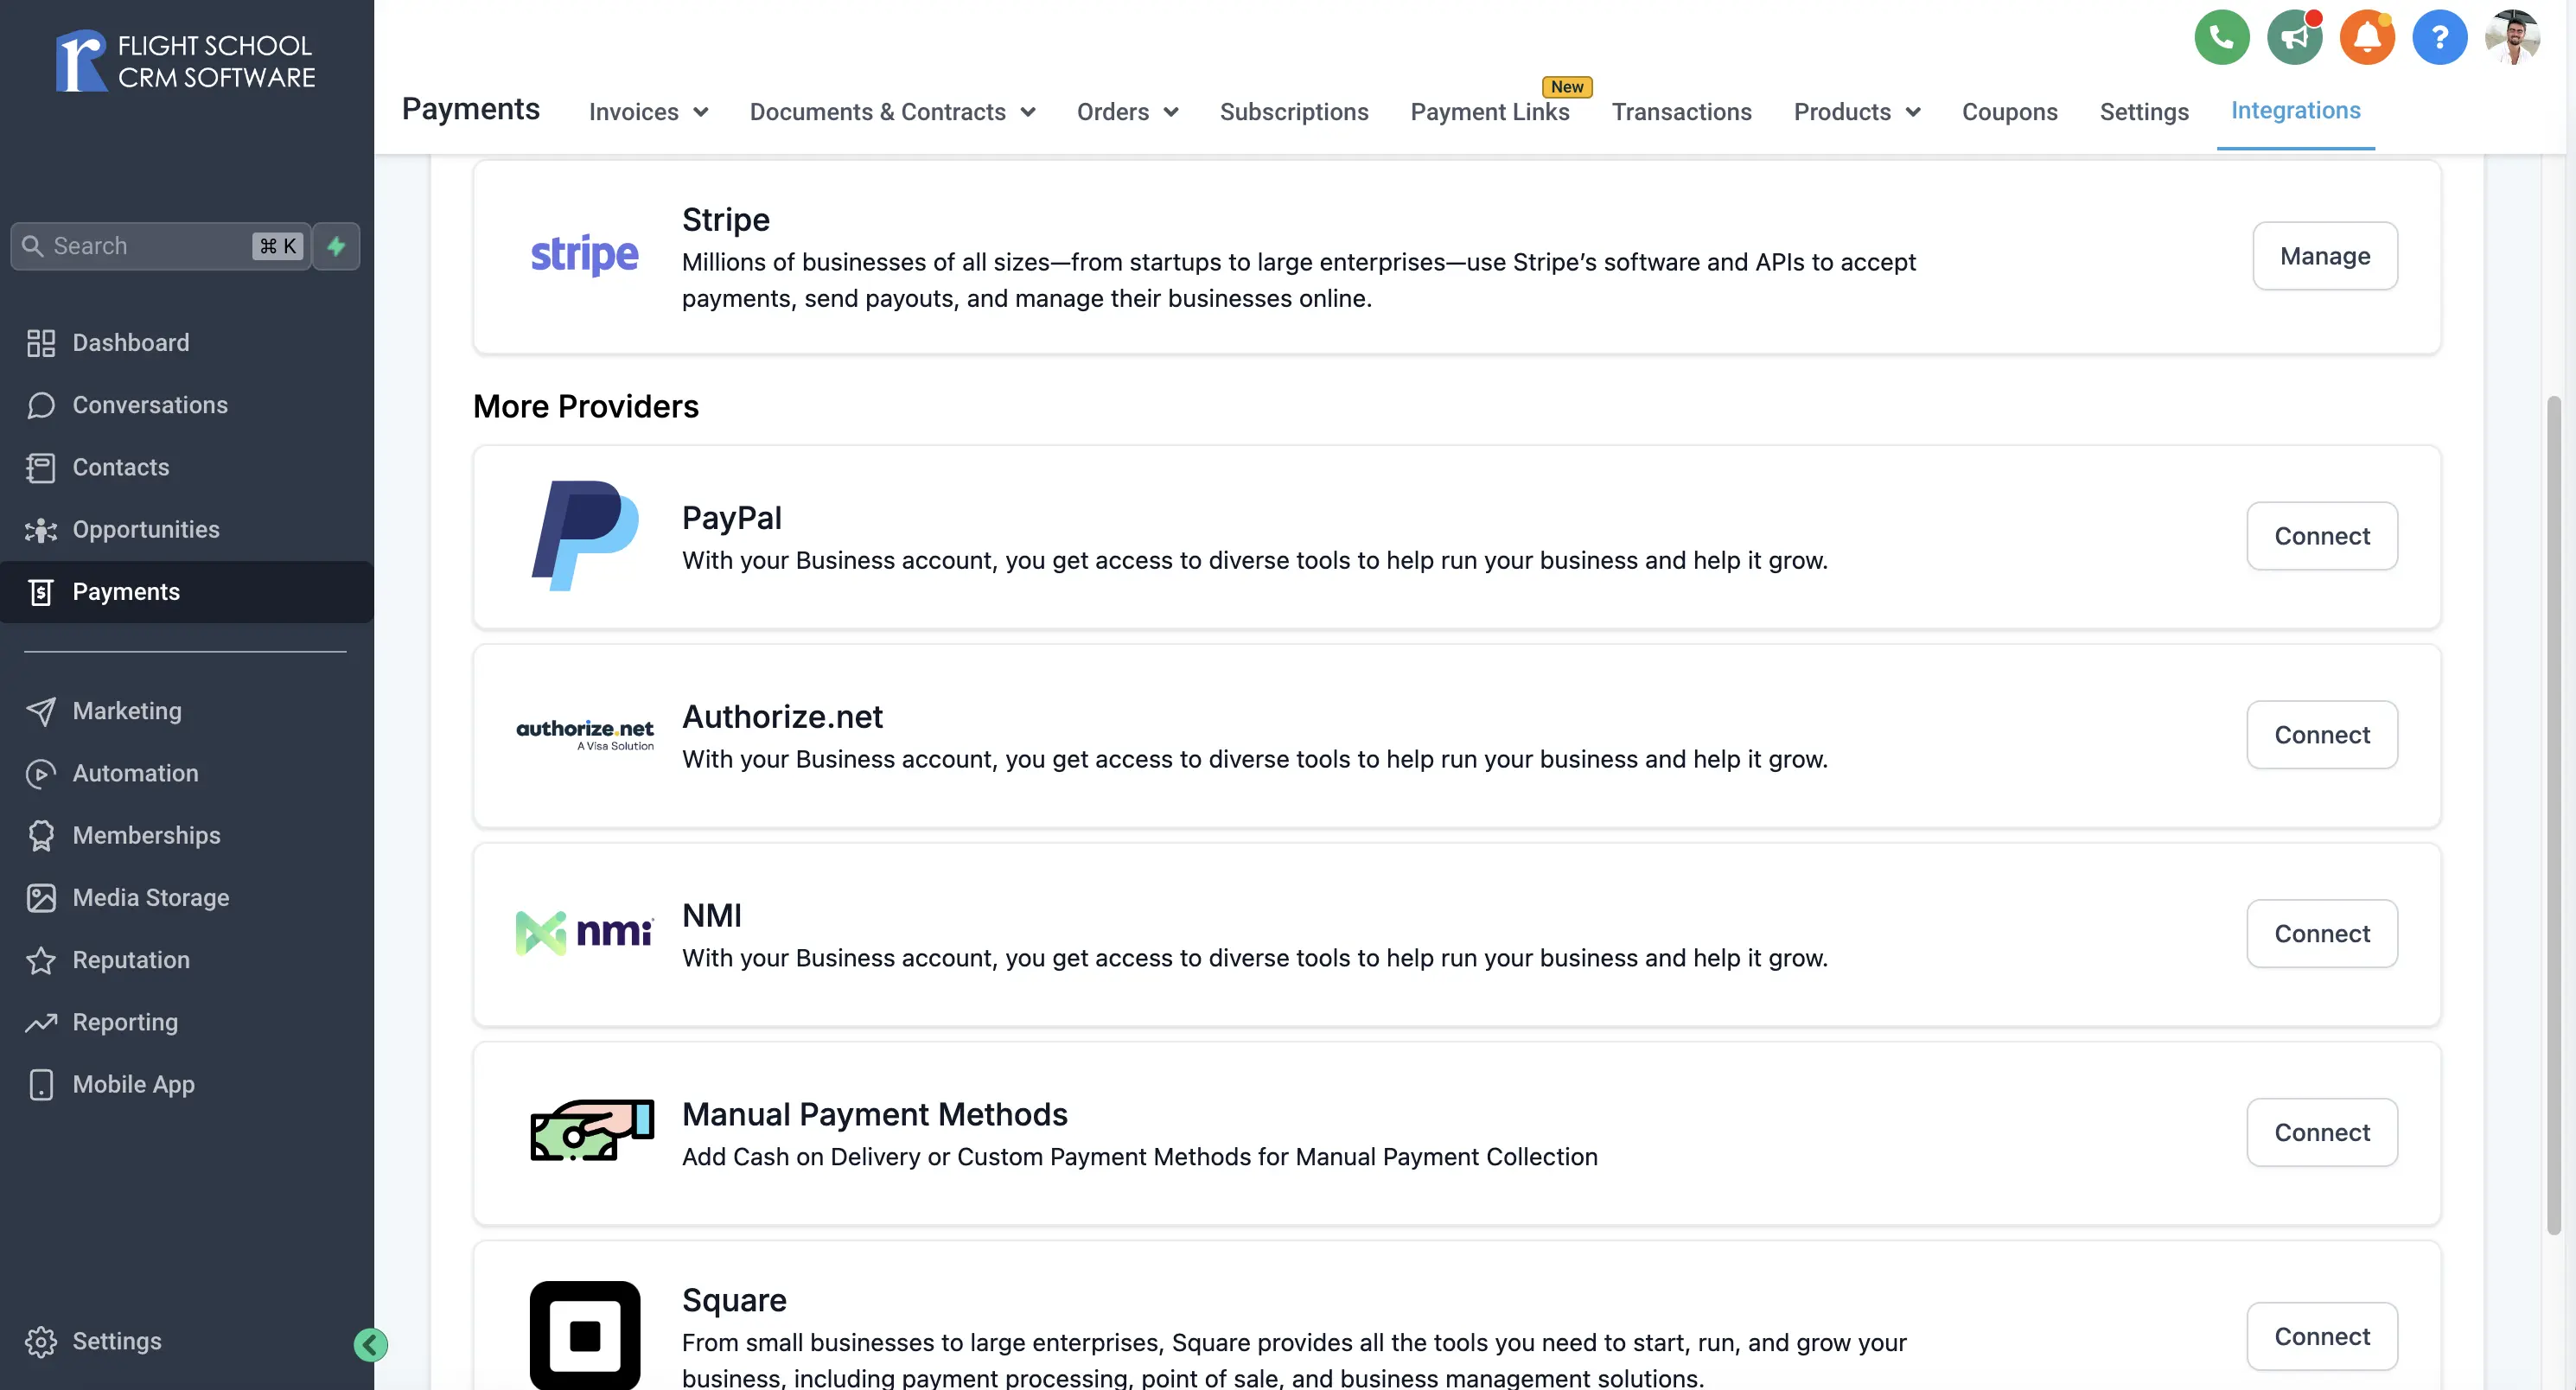 FLIGHT SCHOOL
CRM SOFTWARE
Search
⌘ K
Dashboard
Conversations
Contacts
Opportunities
Payments
Marketing
Automation
Memberships
Media Storage
Reputation
Reporting
Mobile App
Settings
Payments
Invoices
Documents & Contracts
Orders
Subscriptions
Payment Links
New
Transactions
Products
Coupons
Settings
Integrations
?
stripe
Stripe
Millions of businesses of all sizes—from startups to large enterprises—use Stripe’s software and APIs to accept
payments, send payouts, and manage their businesses online.
Manage
More Providers
PayPal
With your Business account, you get access to diverse tools to help run your business and help it grow.
Connect
authorize.net
A Visa Solution
Authorize.net
With your Business account, you get access to diverse tools to help run your business and help it grow.
Connect
nmi
NMI
With your Business account, you get access to diverse tools to help run your business and help it grow.
Connect
Manual Payment Methods
Add Cash on Delivery or Custom Payment Methods for Manual Payment Collection
Connect
Square
From small businesses to large enterprises, Square provides all the tools you need to start, run, and grow your
business, including payment processing, point of sale, and business management solutions.
Connect